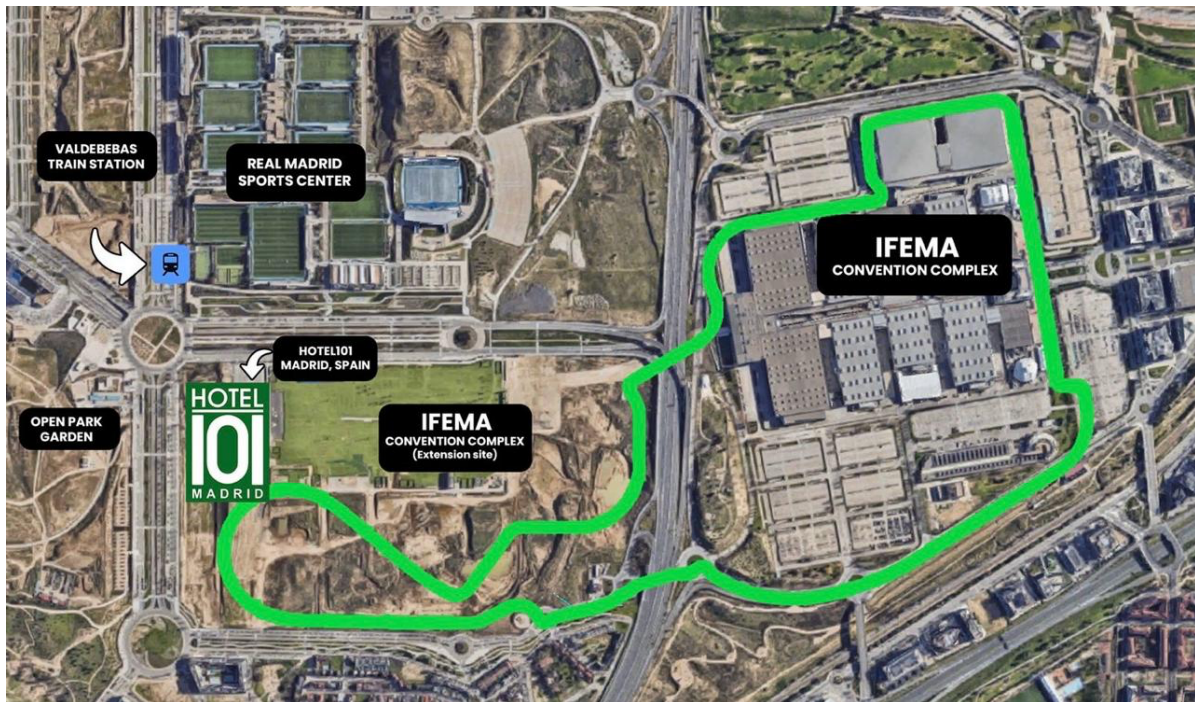 VALDEBEBAS
TRAIN STATION
REAL MADRID
SPORTS CENTER
IFEMA
CONVENTION COMPLEX
HOTEL101
MADRID, SPAIN
HOTEL
101
MADRID
OPEN PARK
GARDEN
IFEMA
CONVENTION COMPLEX
(Extension site)